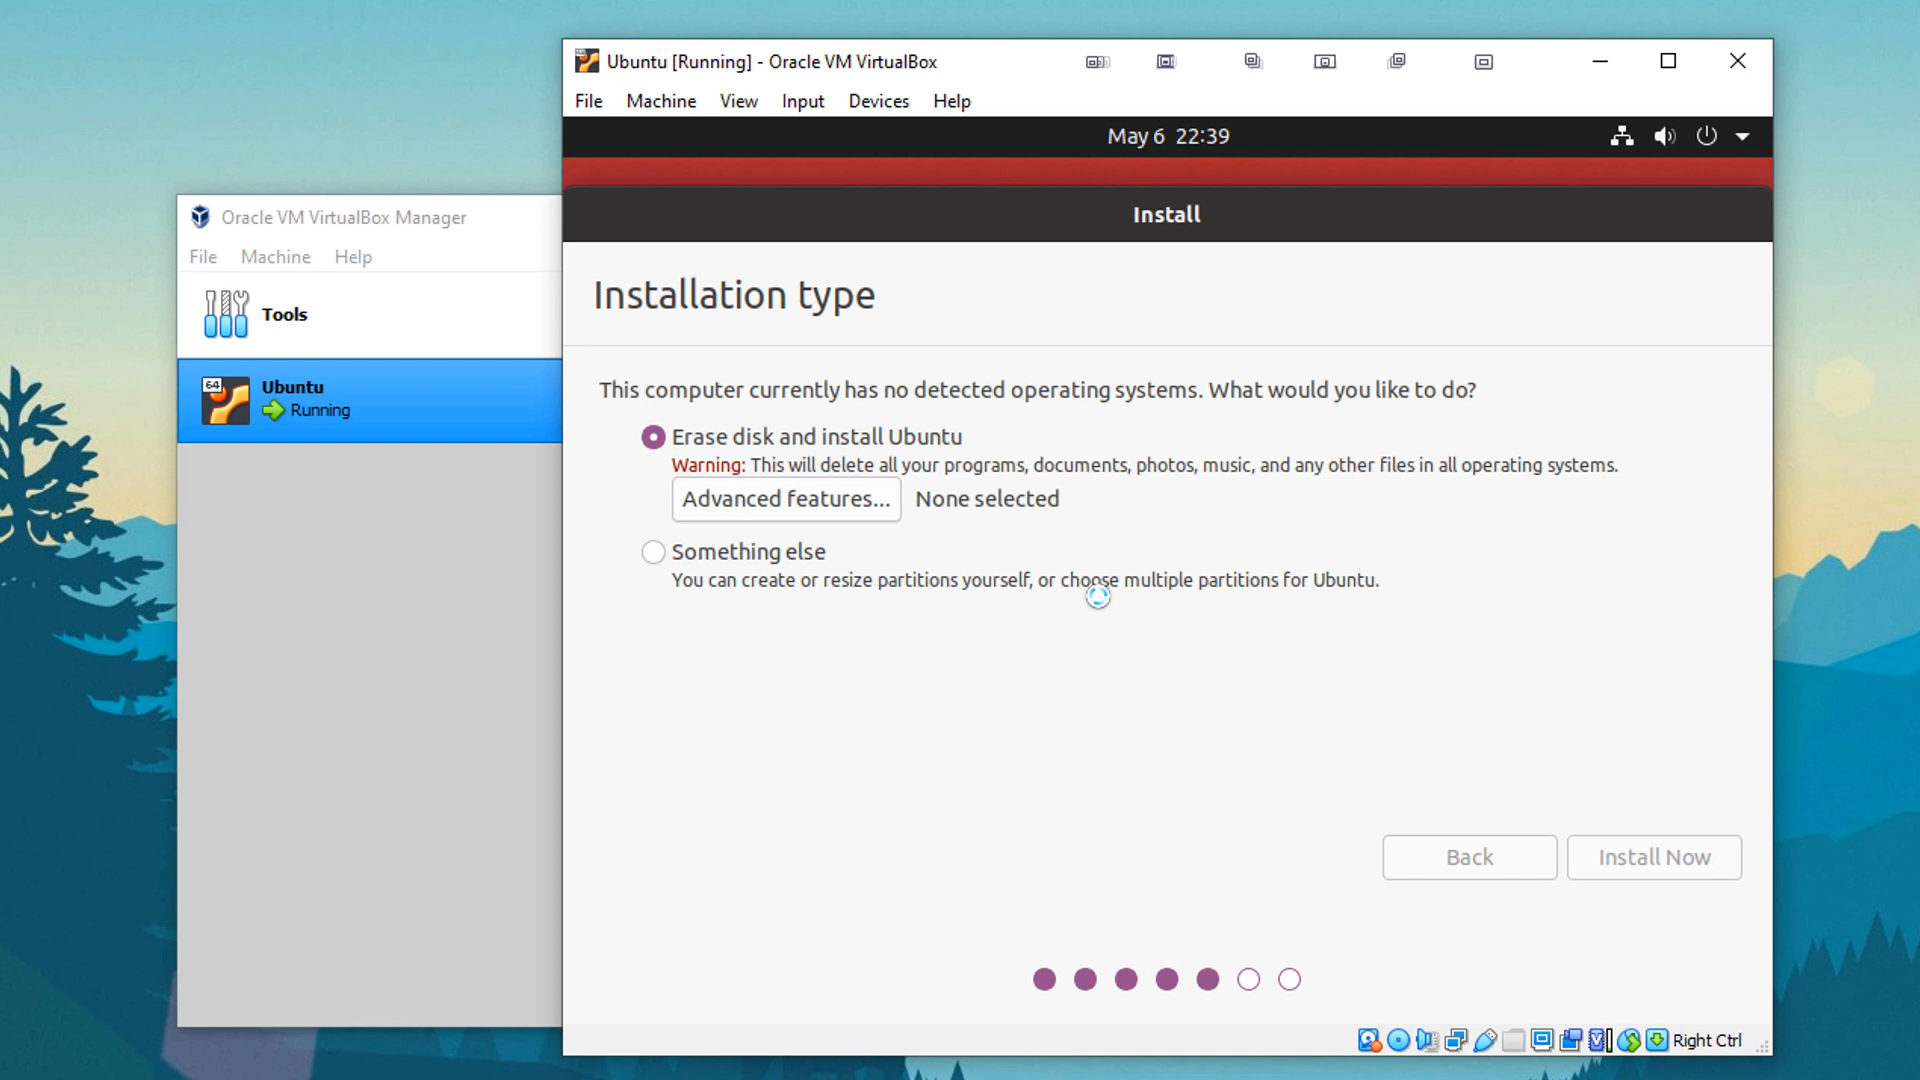 Ubuntu [Running] - Oracle VM VirtualBox
File Machine View Input Devices Help
May 6 22:39
Oracle VM VirtualBox Manager
File Machine Help
Tools
64
Ubuntu
Running
Install
Installation type
This computer currently has no detected operating systems. What would you like to do?
Erase disk and install Ubuntu
Warning: This will delete all your programs, documents, photos, music, and any other files in all operating systems.
Advanced features... None selected
Something else
You can create or resize partitions yourself, or choose multiple partitions for Ubuntu.
Back Install Now
Right Ctrl